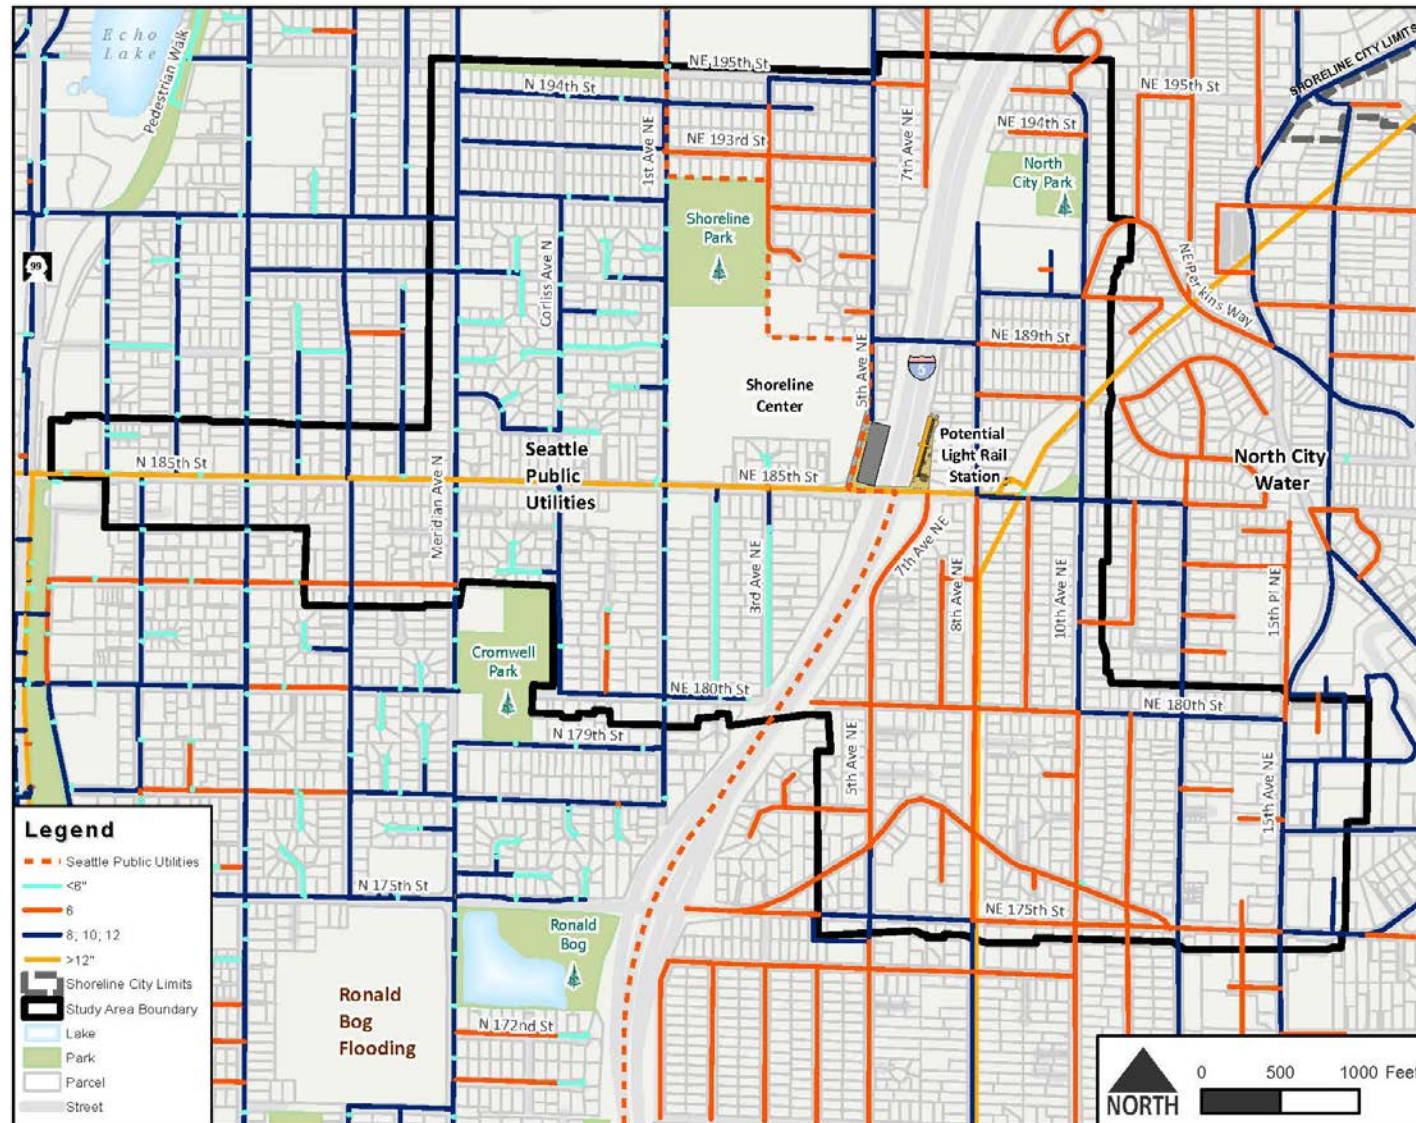 Echo
Lake
Pedestrian Walk
SHORELINE CITY LIMITS
NE 195th St
NE 195th St
N 194th St
1st Ave NE
NE 193rd St
7th Ave NE
NE 194th St
North
City Park
Shoreline
Park
99
Corliss Ave N
NE Perkins Way
NE 189th St
5
5th Ave NE
Shoreline
Center
Potential
Light Rail
Station
Seattle
Public
Utilities
N 185th St
NE 185th St
North City
Water
Meridian Ave N
3rd Ave NE
7th Ave NE
8th Ave NE
10th Ave NE
15th Pl NE
Cromwell
Park
NE 180th St
NE 180th St
N 179th St
5th Ave NE
15th Ave NE
N 175th St
NE 175th St
Ronald
Bog
Ronald
Bog
Flooding
N 172nd St
Legend
Seattle Public Utilities
<6"
6
8; 10; 12
>12"
Shoreline City Limits
Study Area Boundary
Lake
Park
Parcel
Street
NORTH
0 500 1000 Feet